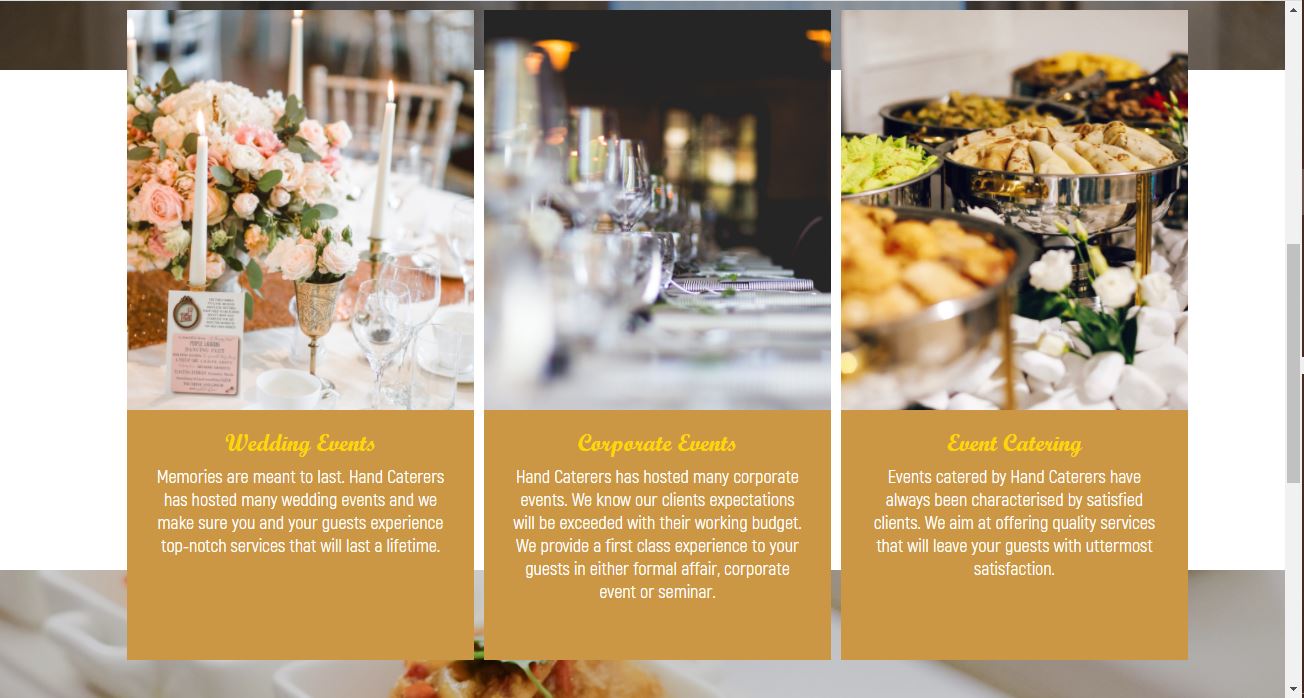 Wedding Events
Memories are meant to last. Hand Caterers
has hosted many wedding events and we
make sure you and your guests experience
top-notch services that will last a lifetime.
Corporate Events
Hand Caterers has hosted many corporate
events. We know our clients expectations
will be exceeded with their working budget.
We provide a first class experience to your
guests in either formal affair, corporate
event or seminar.
Event Catering
Events catered by Hand Caterers have
always been characterised by satisfied
clients. We aim at offering quality services
that will leave your guests with uttermost
satisfaction.